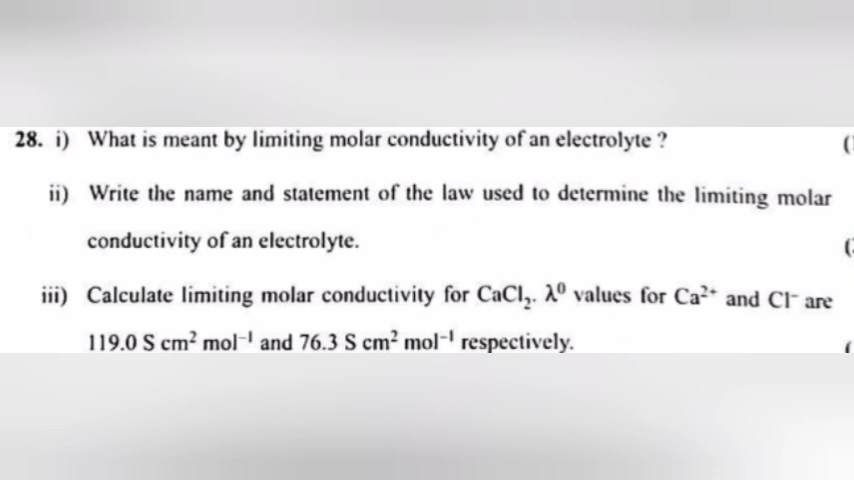 28. i) What is meant by limiting molar conductivity of an electrolyte ?
ii) Write the name and statement of the law used to determine the limiting molar
conductivity of an electrolyte.
iii) Calculate limiting molar conductivity for CaCl₂. λ⁰ values for Ca²⁺ and Cl⁻ are
119.0 S cm² mol⁻¹ and 76.3 S cm² mol⁻¹ respectively.